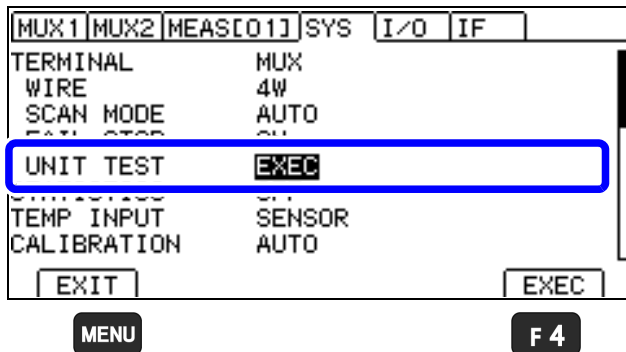 MUX1 MUX2 MEAS[01] SYS I/O IF
TERMINAL MUX
WIRE 4W
SCAN MODE AUTO
UNIT TEST EXEC
TEMP INPUT SENSOR
CALIBRATION AUTO
EXIT EXEC
MENU F 4